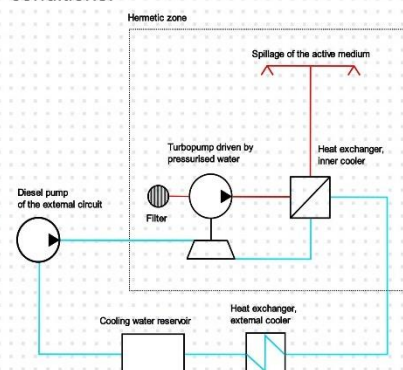 Hermetic zone
Spillage of the active medium
Turbopump driven by
pressurised water
Heat exchanger,
inner cooler
Diesel pump
of the external circuit
Filter
Heat exchanger,
external cooler
Cooling water reservoir